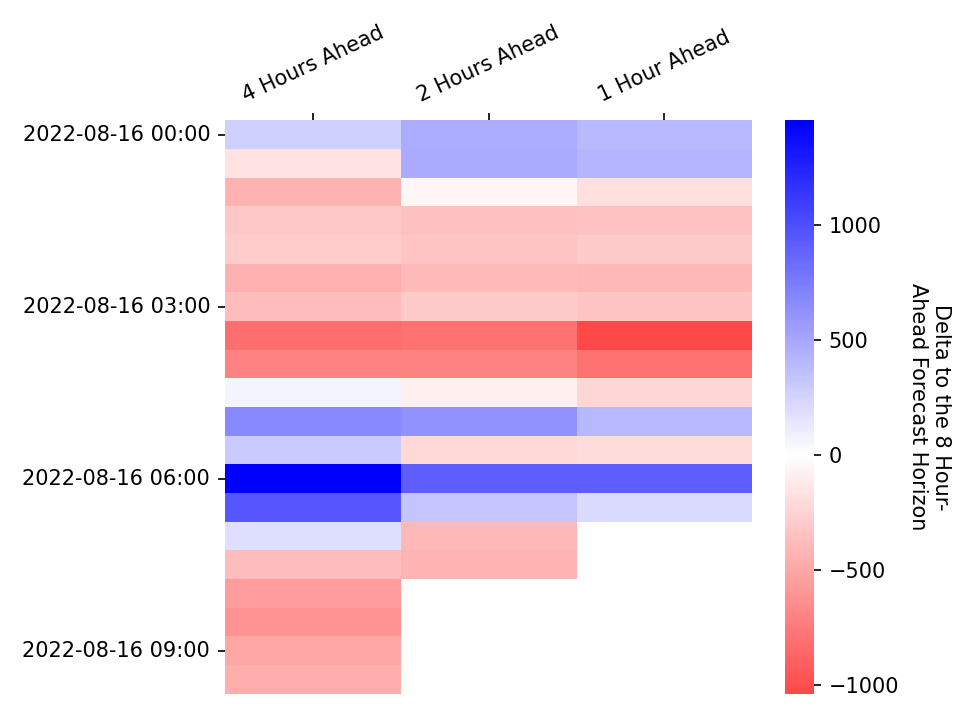 4 Hours Ahead
2 Hours Ahead
1 Hour Ahead
2022-08-16 00:00
2022-08-16 03:00
2022-08-16 06:00
2022-08-16 09:00
1000
500
0
−500
−1000
Delta to the 8 Hour-
Ahead Forecast Horizon